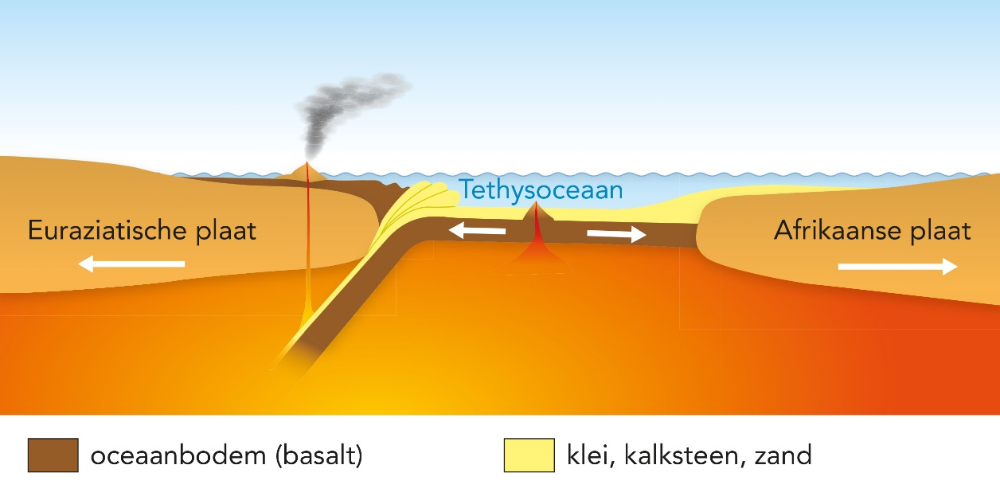 Tethysoceaan
Euraziatische plaat
Afrikaanse plaat
oceaanbodem (basalt)
klei, kalksteen, zand